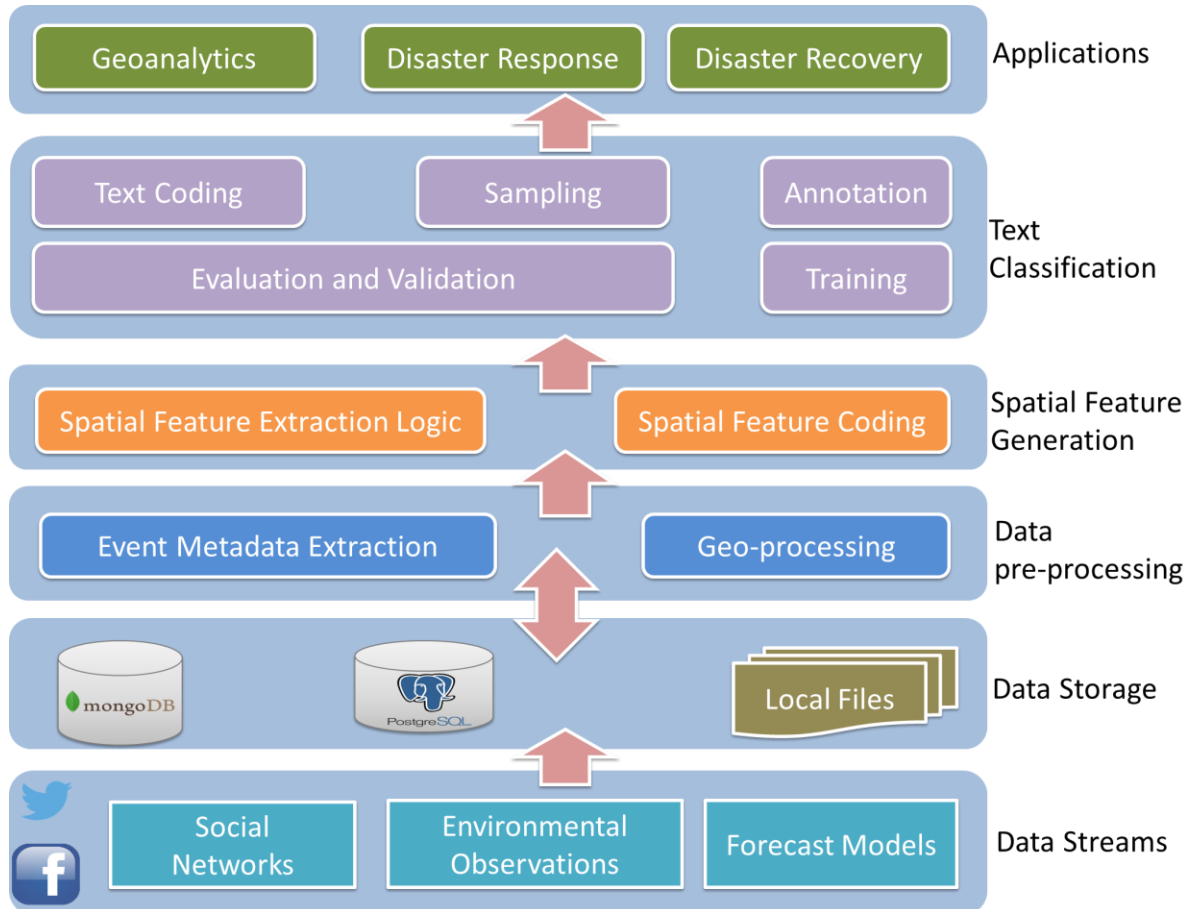 Geoanalytics
Disaster Response
Disaster Recovery
Applications
Text Coding
Sampling
Annotation
Evaluation and Validation
Training
Text
Classification
Spatial Feature Extraction Logic
Spatial Feature Coding
Spatial Feature
Generation
Event Metadata Extraction
Geo-processing
Data
pre-processing
mongoDB
PostgreSQL
Local Files
Data Storage
f
Social
Networks
Environmental
Observations
Forecast Models
Data Streams